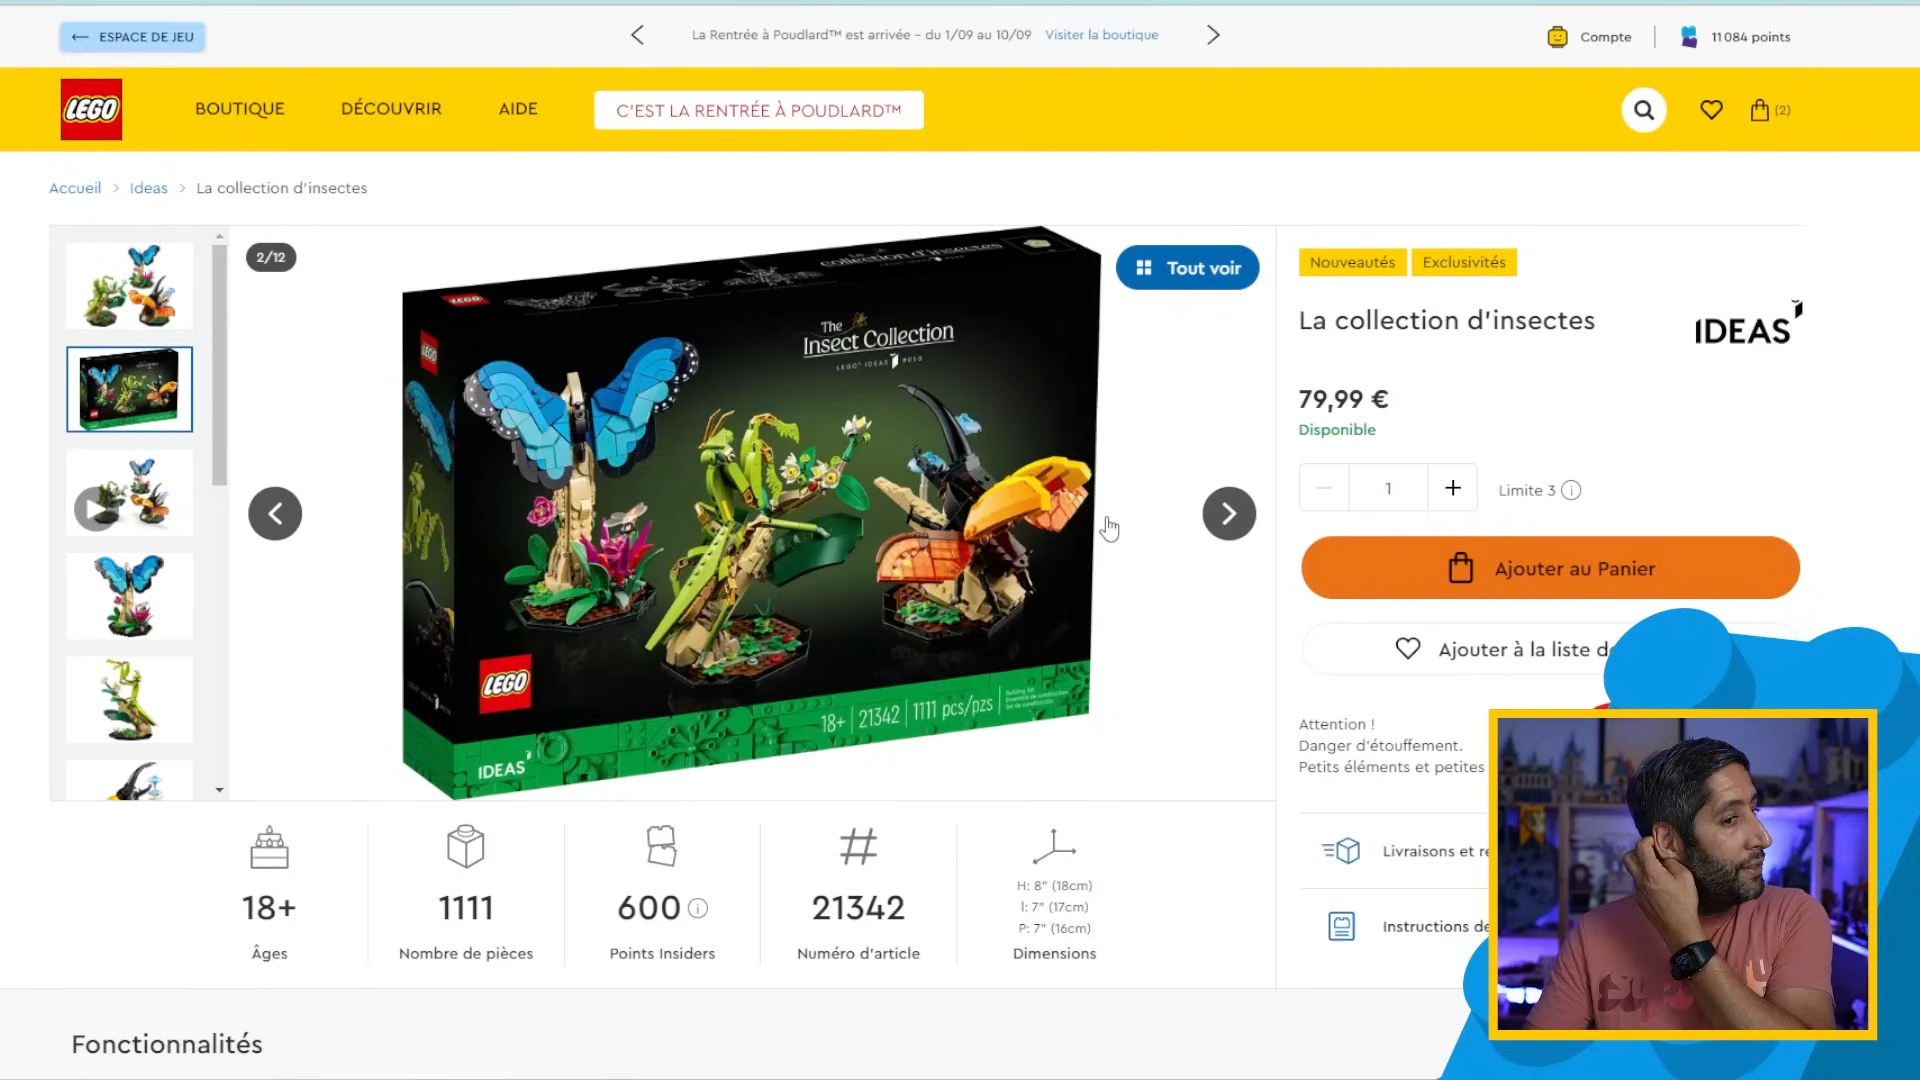 ← ESPACE DE JEU
La Rentrée à Poudlard™ est arrivée - du 1/09 au 10/09 Visiter la boutique
Compte
11 084 points
LEGO
BOUTIQUE
DÉCOUVRIR
AIDE
C'EST LA RENTRÉE À POUDLARD™
(2)
Accueil > Ideas > La collection d'insectes
2/12
Tout voir
collection d'insectes
LEGO
LEGO
The
Insect Collection
LEGO IDEAS
LEGO
18+ | 21342 | 1111 pcs/pzs
IDEAS
Nouveautés
Exclusivités
La collection d'insectes
IDEAS
79,99 €
Disponible
1
+
Limite 3
Ajouter au Panier
Ajouter à la liste
Attention !
Danger d'étouffement.
Petits éléments et petites
Livraisons et
Instructions
18+
Âges
1111
Nombre de pièces
600
Points Insiders
#
21342
Numéro d'article
H: 8" (18cm)
l: 7" (17cm)
P: 7" (16cm)
Dimensions
Fonctionnalités